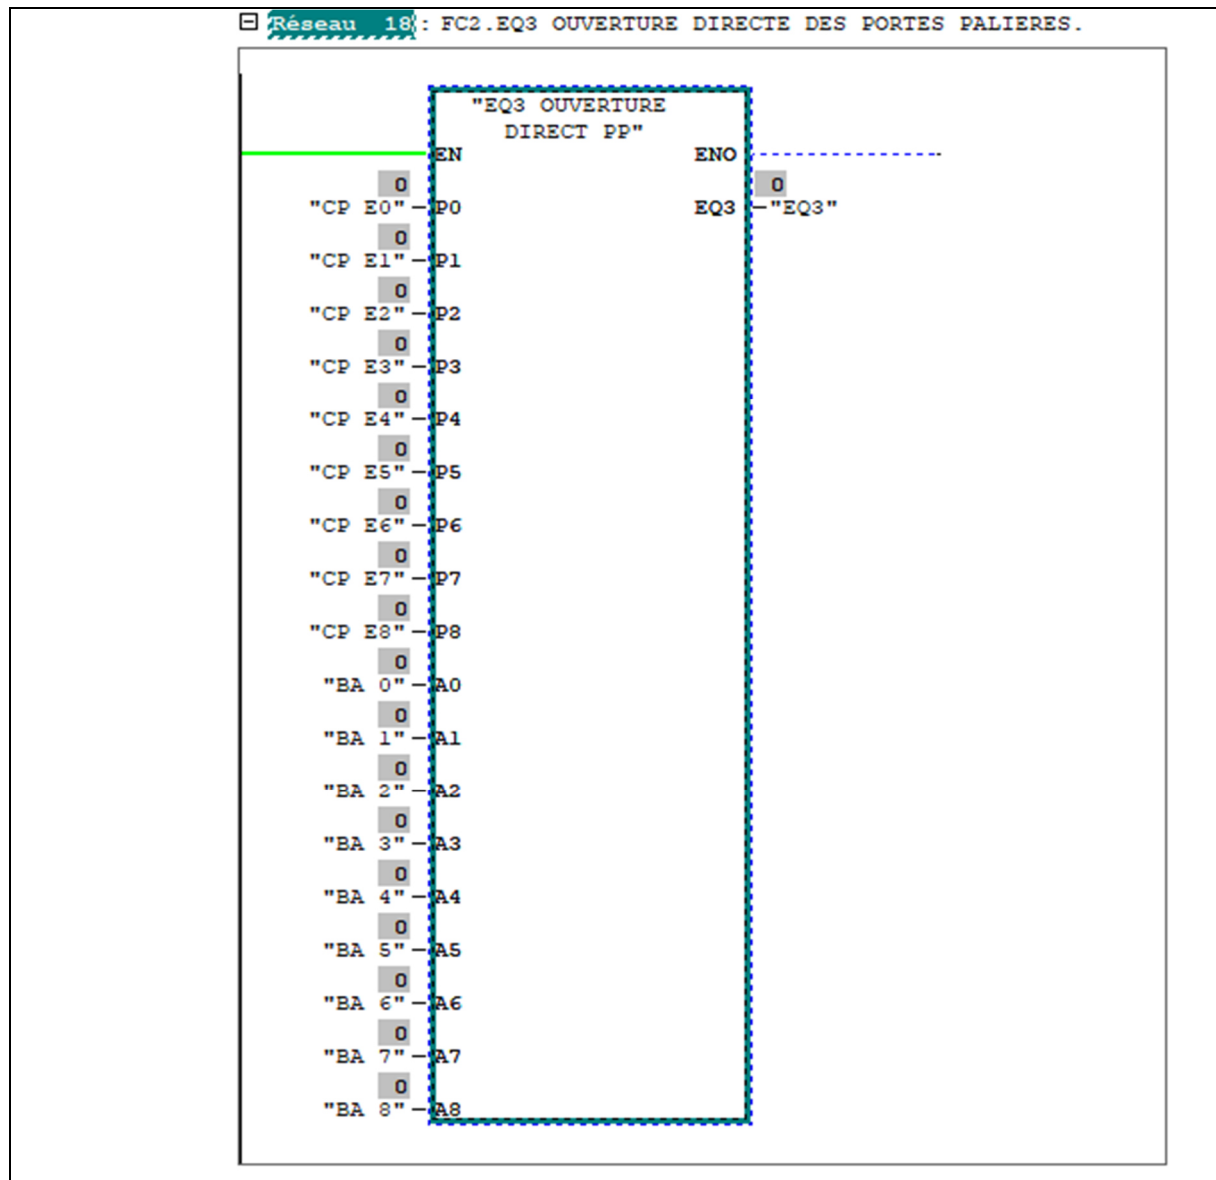 Réseau 18 : FC2.EQ3 OUVERTURE DIRECTE DES PORTES PALIERES.
"EQ3 OUVERTURE
DIRECT PP"
EN ENO
0 0
"CP E0" P0 EQ3 "EQ3"
0
"CP E1" P1
0
"CP E2" P2
0
"CP E3" P3
0
"CP E4" P4
0
"CP E5" P5
0
"CP E6" P6
0
"CP E7" P7
0
"CP E8" P8
0
"BA 0" A0
0
"BA 1" A1
0
"BA 2" A2
0
"BA 3" A3
0
"BA 4" A4
0
"BA 5" A5
0
"BA 6" A6
0
"BA 7" A7
0
"BA 8" A8